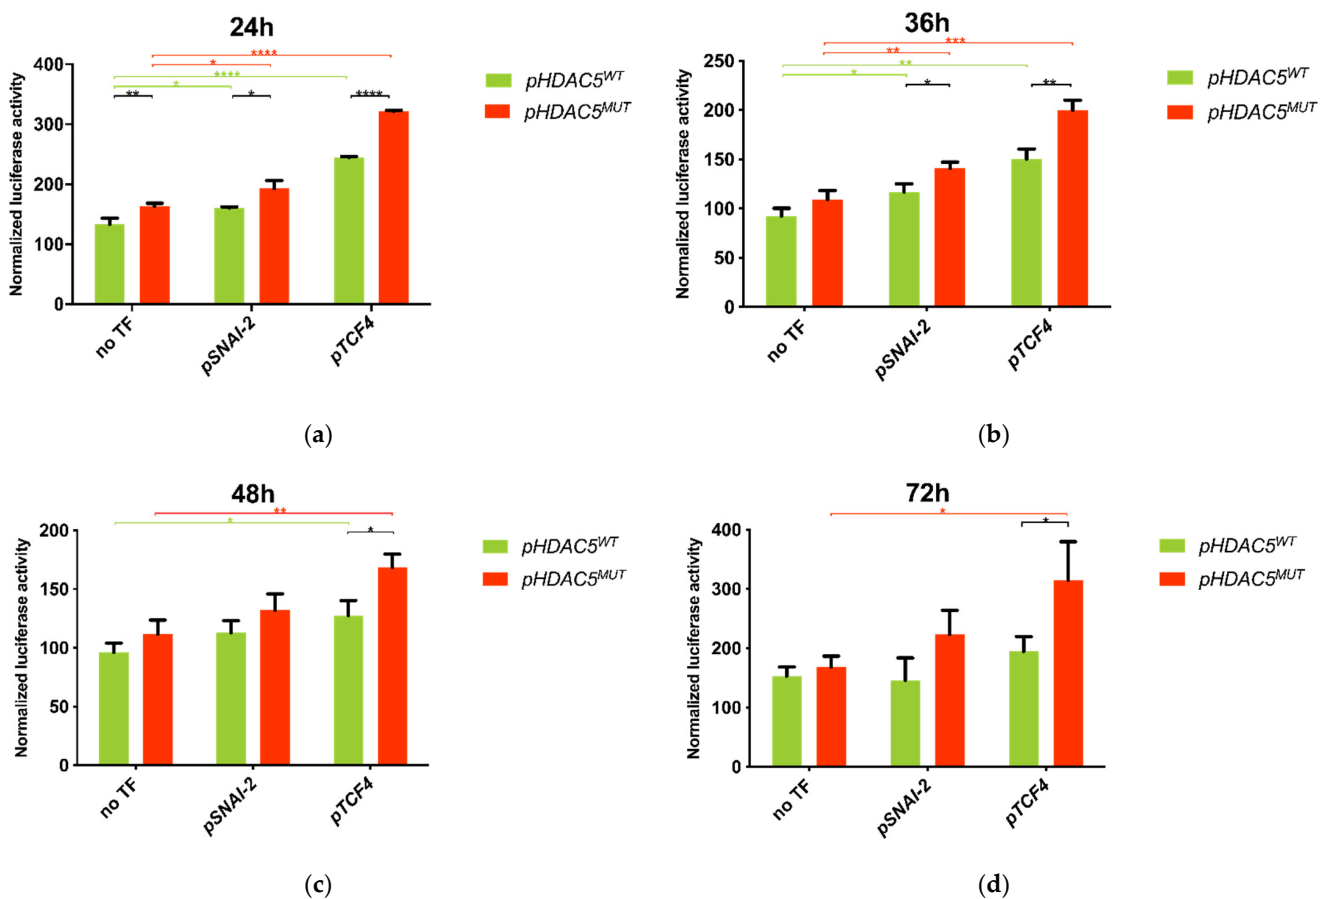 24h
****
*
****
*
**
*
****
400
300
200
100
0
Normalized luciferase activity
no TF
pSNAI-2
pTCF4
pHDAC5WT
pHDAC5MUT
(a)
36h
***
**
**
*
*
**
250
200
150
100
50
0
Normalized luciferase activity
no TF
pSNAI-2
pTCF4
pHDAC5WT
pHDAC5MUT
(b)
48h
**
*
*
200
150
100
50
0
Normalized luciferase activity
no TF
pSNAI-2
pTCF4
pHDAC5WT
pHDAC5MUT
(c)
72h
*
*
400
300
200
100
0
Normalized luciferase activity
no TF
pSNAI-2
pTCF4
pHDAC5WT
pHDAC5MUT
(d)